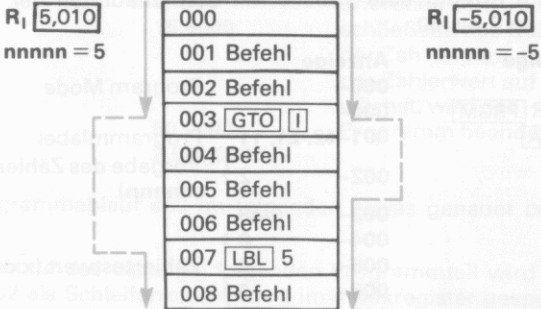 R_I 5,010
nnnnn = 5
000
001 Befehl
002 Befehl
003 GTO I
004 Befehl
005 Befehl
006 Befehl
007 LBL 5
008 Befehl
R_I –5,010
nnnnn = –5